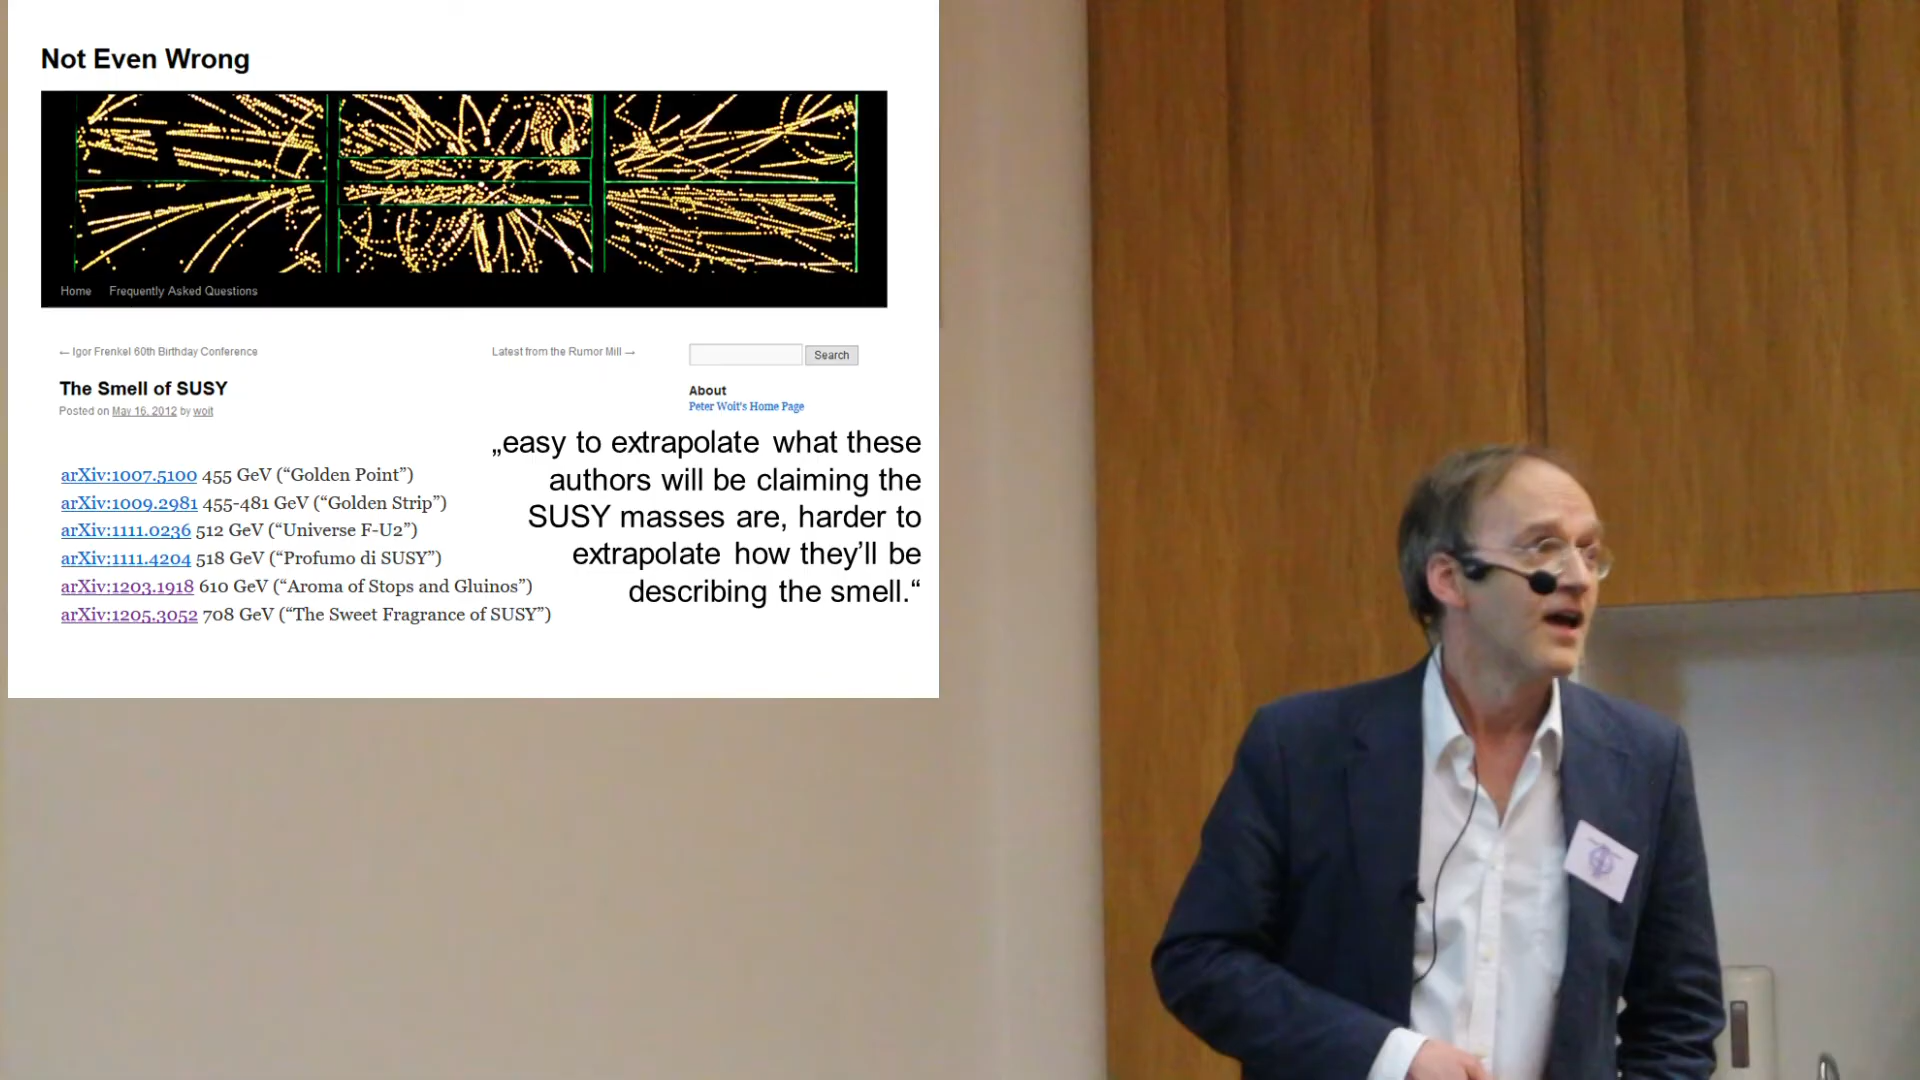 Not Even Wrong
Home Frequently Asked Questions
← Igor Frenkel 60th Birthday Conference
Latest from the Rumor Mill →
Search
The Smell of SUSY
Posted on May 16, 2012 by woit
About
Peter Woit's Home Page
„easy to extrapolate what these
authors will be claiming the
SUSY masses are, harder to
extrapolate how they’ll be
describing the smell.“
arXiv:1007.5100 455 GeV (“Golden Point”)
arXiv:1009.2981 455-481 GeV (“Golden Strip”)
arXiv:1111.0236 512 GeV (“Universe F-U2”)
arXiv:1111.4204 518 GeV (“Profumo di SUSY”)
arXiv:1203.1918 610 GeV (“Aroma of Stops and Gluinos”)
arXiv:1205.3052 708 GeV (“The Sweet Fragrance of SUSY”)